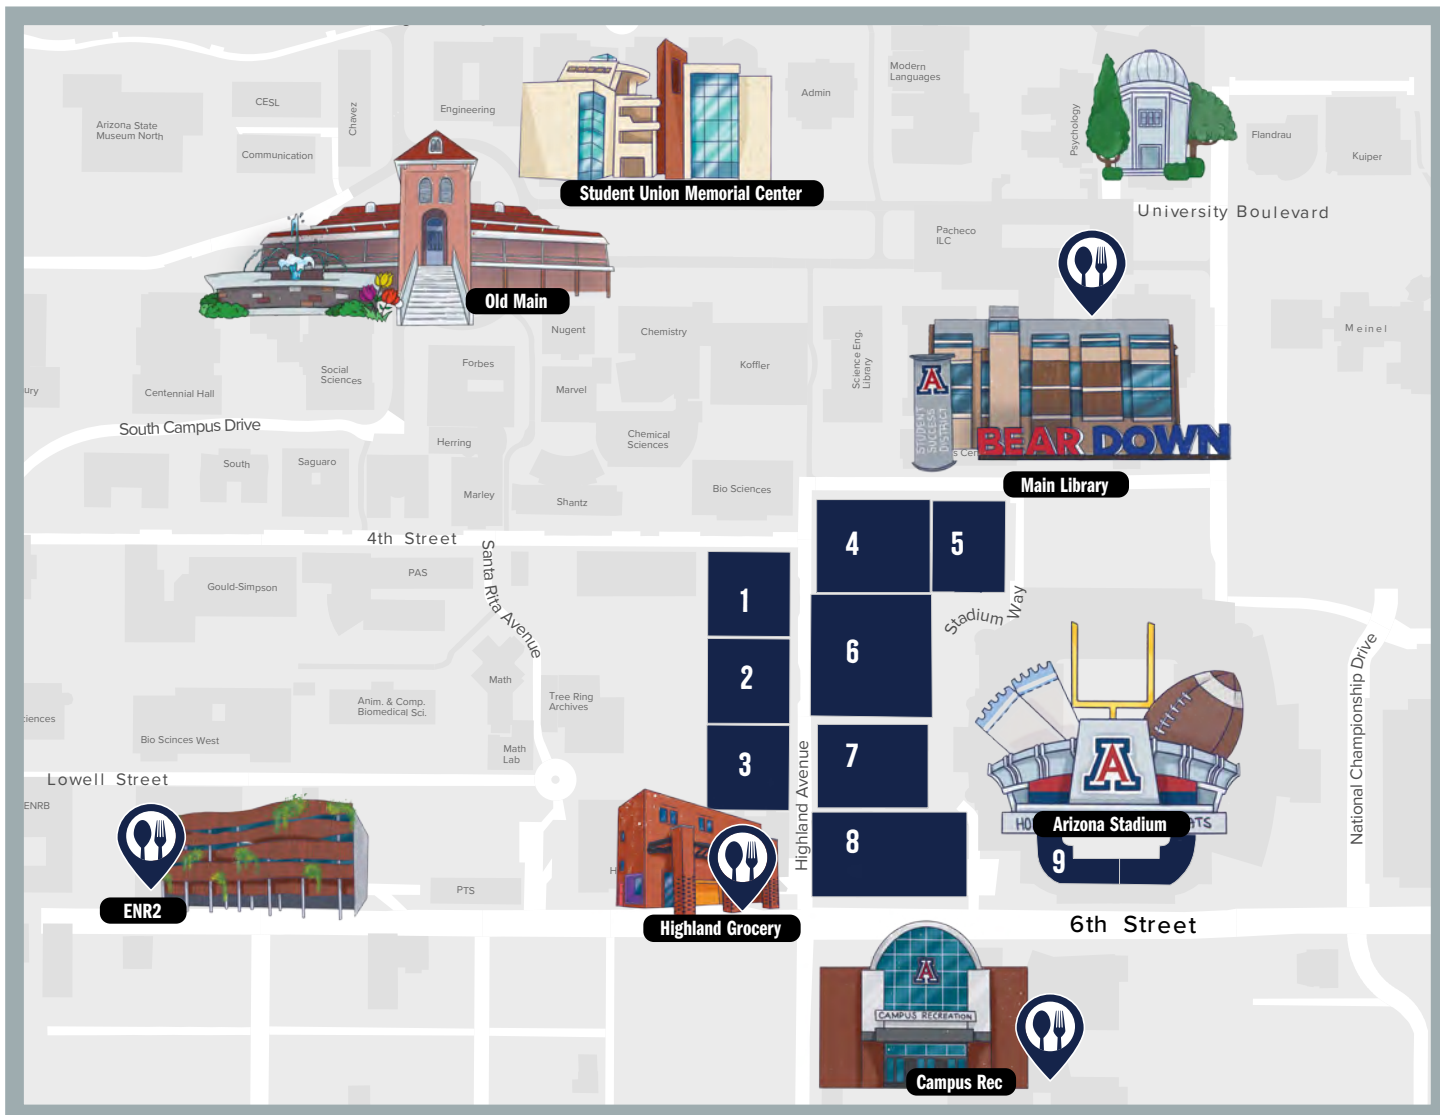 Modern
Languages
Admin
CESL
Chavez
Engineering
Arizona State
Museum North
Communication
Psychology
Flandrau
Kuiper
Student Union Memorial Center
University Boulevard
Pacheco
ILC
Old Main
Nugent
Chemistry
Meinel
Science Eng.
Library
Forbes
Koffler
Social
Sciences
Centennial Hall
Marvel
A
STUDENT
SUCCESS
DISTRICT
BEAR DOWN
South Campus Drive
Herring
Chemical
Sciences
South
Saguaro
Main Library
Marley
Shantz
Bio Sciences
4th Street
4
5
Santa Rita Avenue
PAS
Gould-Simpson
1
Stadium Way
6
2
National Championship Drive
Math
Anim. & Comp.
Biomedical Sci.
Tree Ring
Archives
Bio Scinces West
Math
Lab
3
7
Highland Avenue
A
Lowell Street
ENRB
Arizona Stadium
8
9
PTS
ENR2
Highland Grocery
6th Street
A
CAMPUS RECREATION
Campus Rec